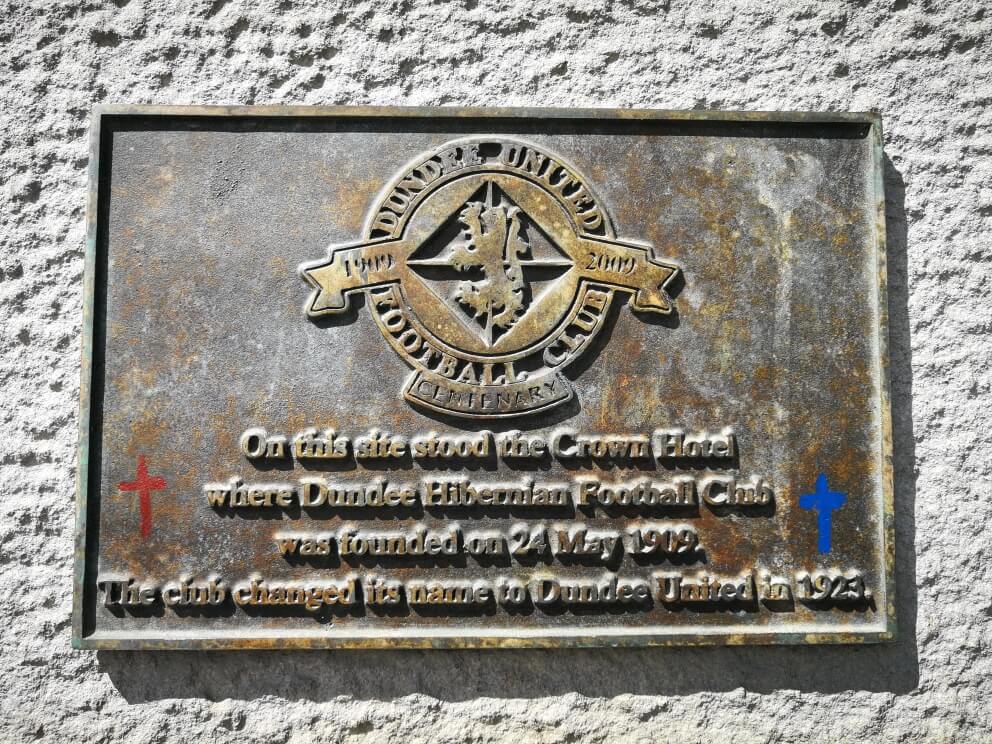 DUNDEE UNITED
1909 2009
FOOTBALL CLUB
CENTENARY
On this site stood the Crown Hotel
where Dundee Hibernian Football Club
was founded on 24 May 1909.
The club changed its name to Dundee United in 1923.